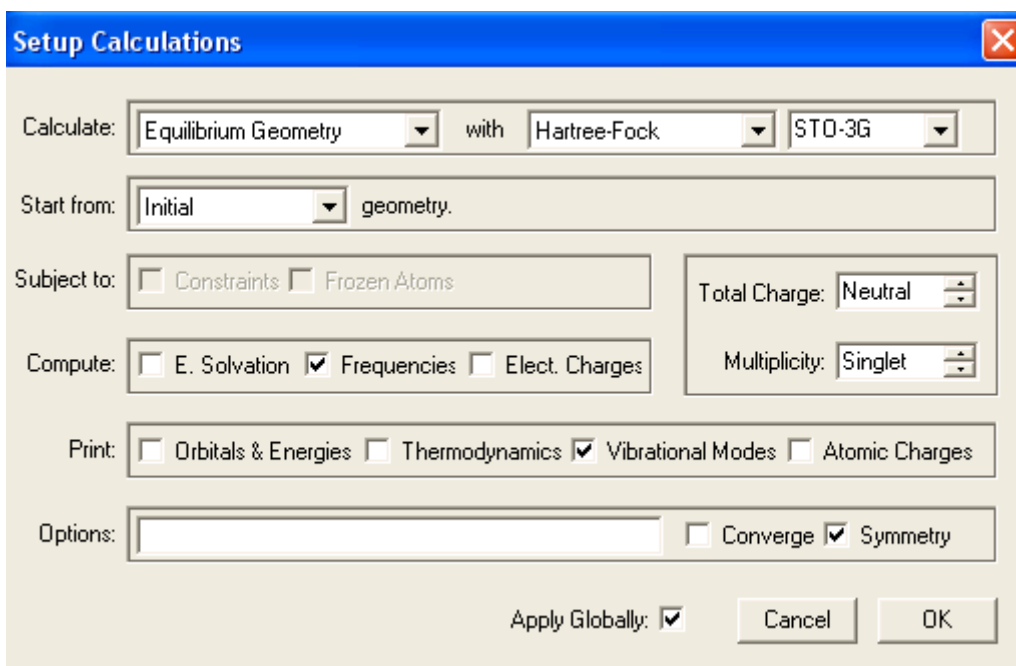 Setup Calculations
Calculate: Equilibrium Geometry with Hartree-Fock STO-3G
Start from: Initial geometry.
Subject to: Constraints Frozen Atoms
Total Charge: Neutral
Compute: E. Solvation Frequencies Elect. Charges
Multiplicity: Singlet
Print: Orbitals & Energies Thermodynamics Vibrational Modes Atomic Charges
Options: Converge Symmetry
Apply Globally: Cancel OK